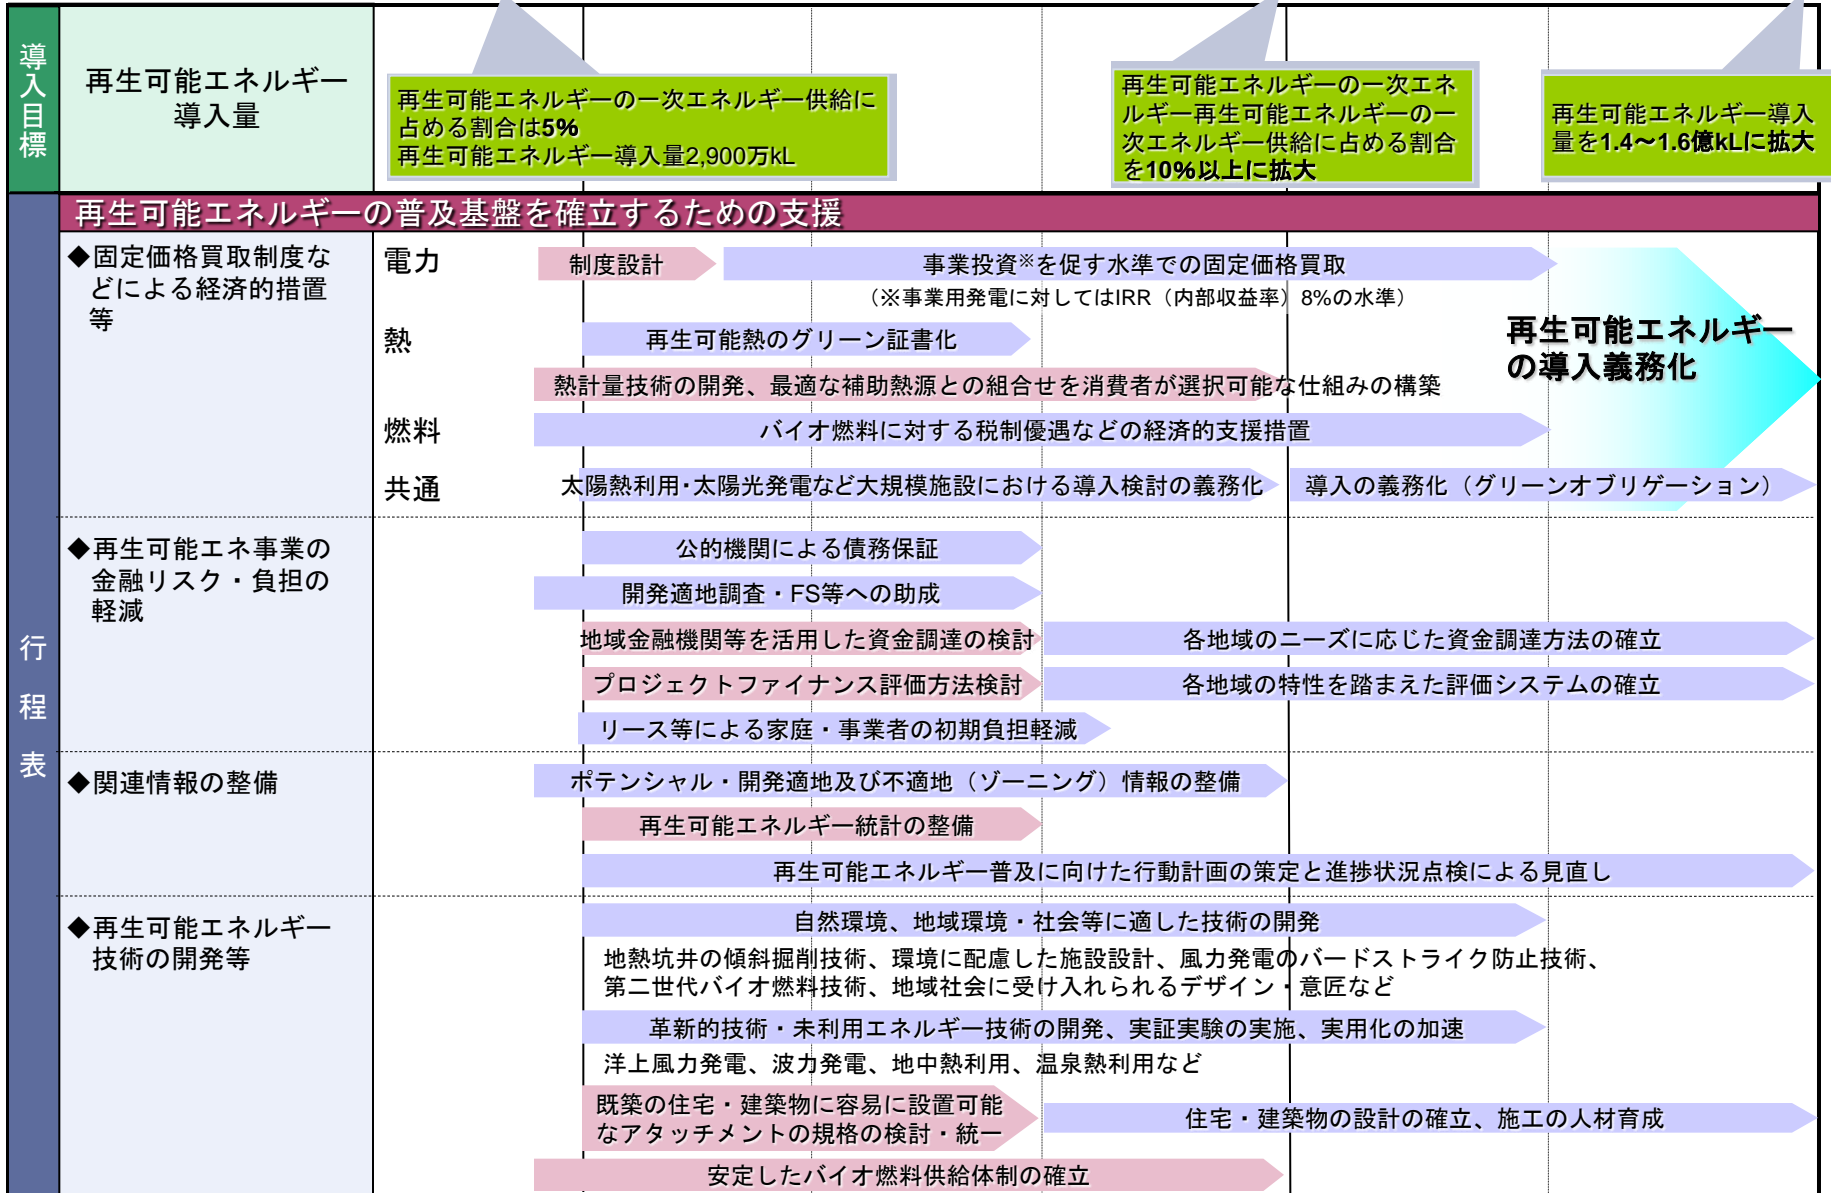 導入目標
再生可能エネルギー
導入量
再生可能エネルギーの一次エネルギー供給に
占める割合は5%
再生可能エネルギー導入量2,900万kL
再生可能エネルギーの一次エネ
ルギー再生可能エネルギーの一
次エネルギー供給に占める割合
を10%以上に拡大
再生可能エネルギー導入
量を1.4～1.6億kLに拡大
行程表
再生可能エネルギーの普及基盤を確立するための支援
◆固定価格買取制度な
どによる経済的措置
等
電力
制度設計
事業投資※を促す水準での固定価格買取
（※事業用発電に対してはIRR（内部収益率）8%の水準）
熱
再生可能熱のグリーン証書化
熱計量技術の開発、最適な補助熱源との組合せを消費者が選択可能な仕組みの構築
燃料
バイオ燃料に対する税制優遇などの経済的支援措置
共通
太陽熱利用・太陽光発電など大規模施設における導入検討の義務化
導入の義務化（グリーンオブリゲーション）
再生可能エネルギー
の導入義務化
◆再生可能エネ事業の
金融リスク・負担の
軽減
公的機関による債務保証
開発適地調査・FS等への助成
地域金融機関等を活用した資金調達の検討
各地域のニーズに応じた資金調達方法の確立
プロジェクトファイナンス評価方法検討
各地域の特性を踏まえた評価システムの確立
リース等による家庭・事業者の初期負担軽減
◆関連情報の整備
ポテンシャル・開発適地及び不適地（ゾーニング）情報の整備
再生可能エネルギー統計の整備
再生可能エネルギー普及に向けた行動計画の策定と進捗状況点検による見直し
◆再生可能エネルギー
技術の開発等
自然環境、地域環境・社会等に適した技術の開発
地熱坑井の傾斜掘削技術、環境に配慮した施設設計、風力発電のバードストライク防止技術、
第二世代バイオ燃料技術、地域社会に受け入れられるデザイン・意匠など
革新的技術・未利用エネルギー技術の開発、実証実験の実施、実用化の加速
洋上風力発電、波力発電、地中熱利用、温泉熱利用など
既築の住宅・建築物に容易に設置可能
なアタッチメントの規格の検討・統一
住宅・建築物の設計の確立、施工の人材育成
安定したバイオ燃料供給体制の確立